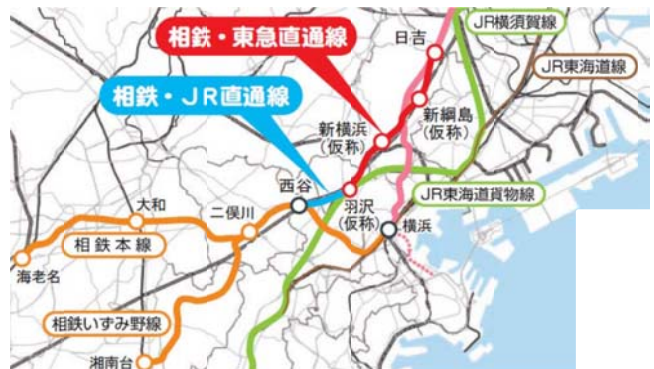 JR横須賀線
相鉄・東急直通線
日吉
JR東海道線
相鉄・JR直通線
新綱島
(仮称)
新横浜
(仮称)
西谷
JR東海道貨物線
大和
二俣川
羽沢
(仮称)
横浜
相鉄本線
海老名
相鉄いずみ野線
湘南台